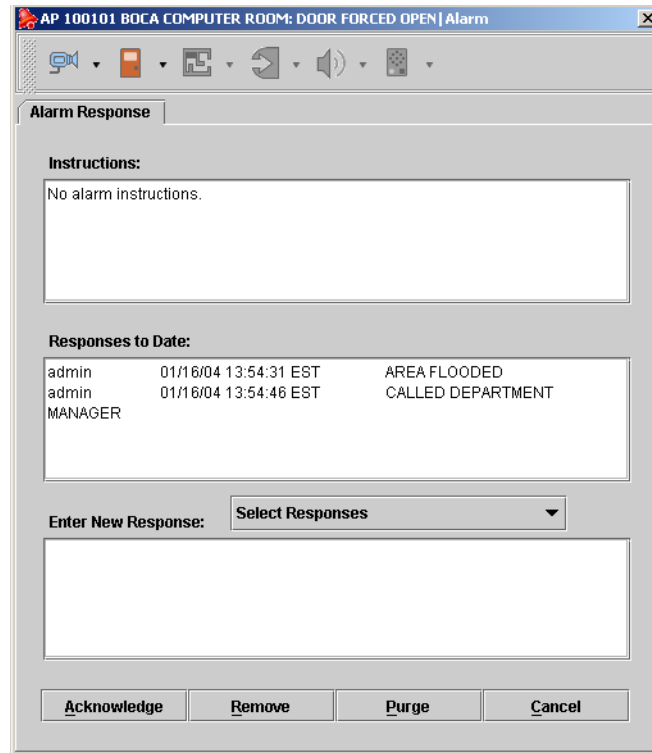 AP 100101 BOCA COMPUTER ROOM: DOOR FORCED OPEN|Alarm
Alarm Response
Instructions:
No alarm instructions.
Responses to Date:
admin 01/16/04 13:54:31 EST AREA FLOODED
admin 01/16/04 13:54:46 EST CALLED DEPARTMENT
MANAGER
Enter New Response: Select Responses
Acknowledge Remove Purge Cancel